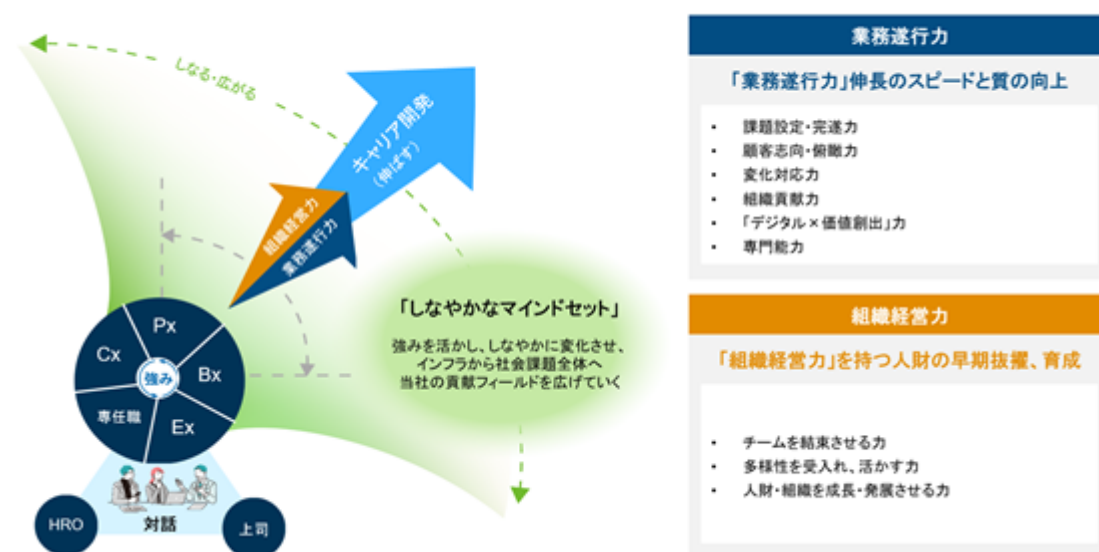 しなる・広がる
キャリア開発
(伸ばす)
組織経営力
業務遂行力
「しなやかなマインドセット」
強みを活かし、しなやかに変化させ、
インフラから社会課題全体へ
当社の貢献フィールドを広げていく
Px
Cx
強み
Bx
専任職
Ex
HRO
対話
上司
業務遂行力
「業務遂行力」伸長のスピードと質の向上
• 課題設定・完遂力
• 顧客志向・俯瞰力
• 変化対応力
• 組織貢献力
• 「デジタル×価値創出」力
• 専門能力
組織経営力
「組織経営力」を持つ人財の早期抜擢、育成
• チームを結束させる力
• 多様性を受入れ、活かす力
• 人財・組織を成長・発展させる力